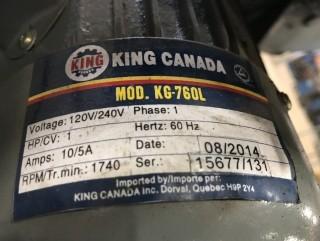 KING KING CANADA
MOD. KG-760L
Voltage: 120V/240V Phase: 1
HP/CV: 1 Hertz: 60 Hz
Amps: 10/5A Date: 08/2014
RPM/Tr.min.: 1740 Ser.: 15677/131
Imported by/Importé par:
KING CANADA Inc. Dorval, Quebec H9P 2Y4